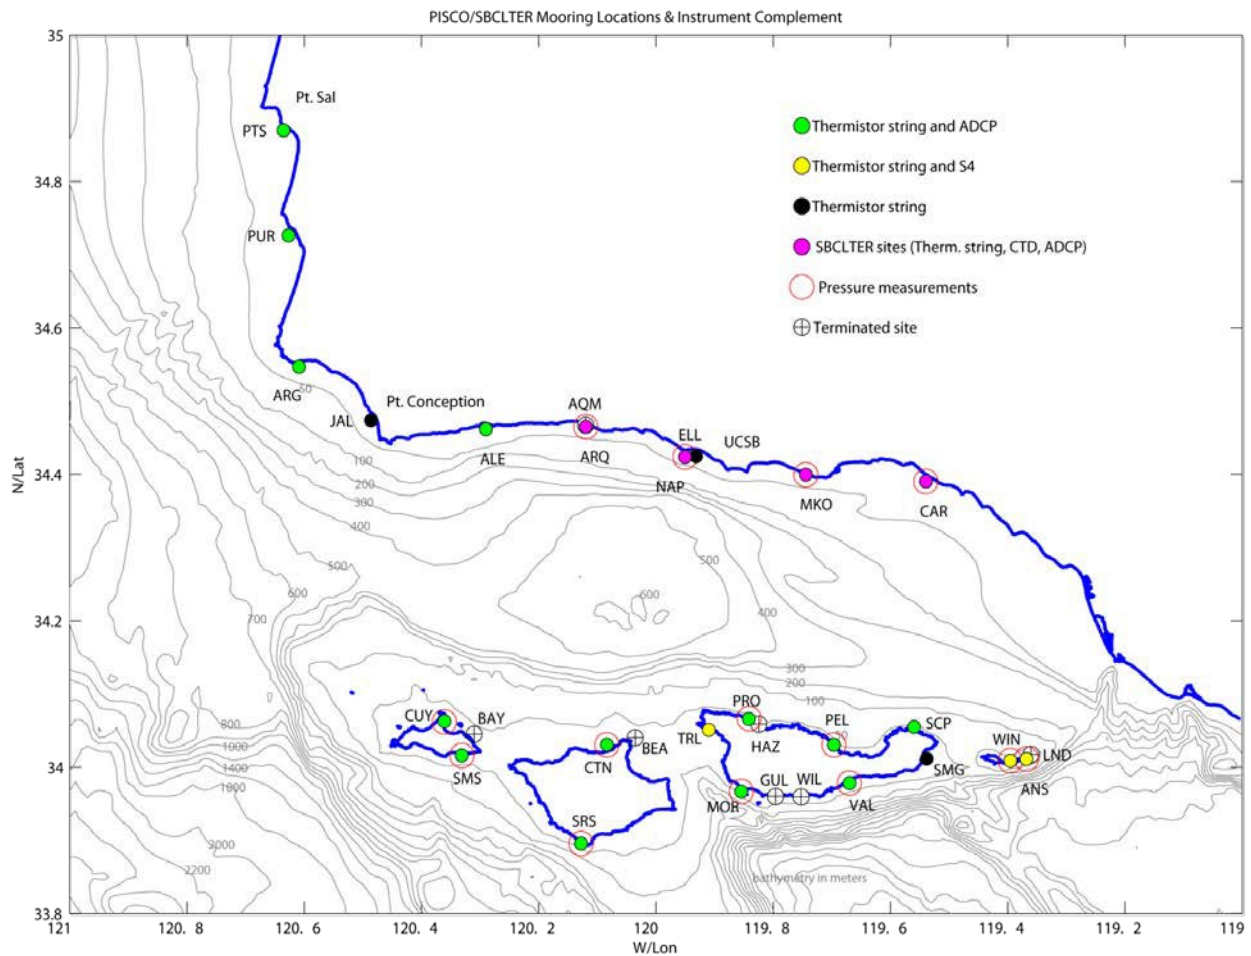 PISCO/SBCLTER Mooring Locations & Instrument Complement
35
Pt. Sal
PTS
Thermistor string and ADCP
Thermistor string and S4
34.8
Thermistor string
PUR
SBCLTER sites (Therm. string, CTD, ADCP)
Pressure measurements
Terminated site
34.6
ARG
50
JAL
Pt. Conception
AQM
ELL
UCSB
ALE
ARQ
NAP
MKO
CAR
100
200
300
400
34.4
N/Lat
500
600
700
500
600
400
34.2
300
200
100
CUY
BAY
PRO
PEL
50
SCP
TRL
HAZ
BEA
WIN
LND
800
1000
1400
1800
34
SMS
CTN
SMG
MOR
GUL
WIL
VAL
ANS
SRS
2000
2200
bathymetry in meters
33.8
121
120. 8
120. 6
120. 4
120. 2
120
119. 8
119. 6
119. 4
119. 2
119
W/Lon